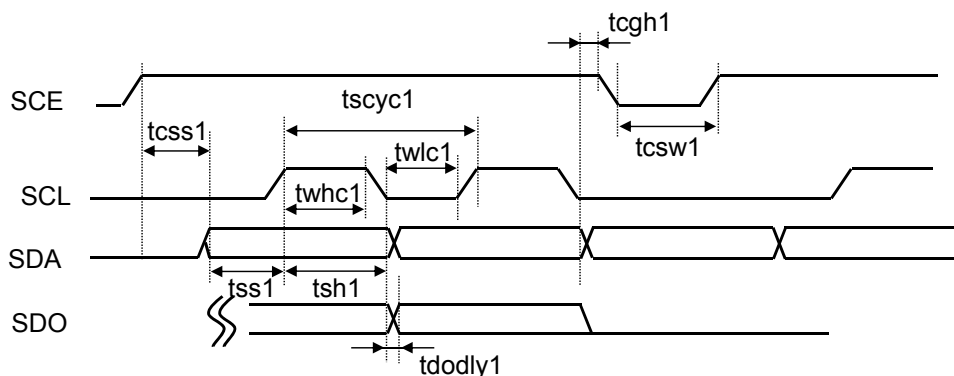 tcgh1
SCE
tscyc1
tcss1
tcsw1
twlc1
SCL
twhc1
SDA
tss1
tsh1
SDO
tdodly1